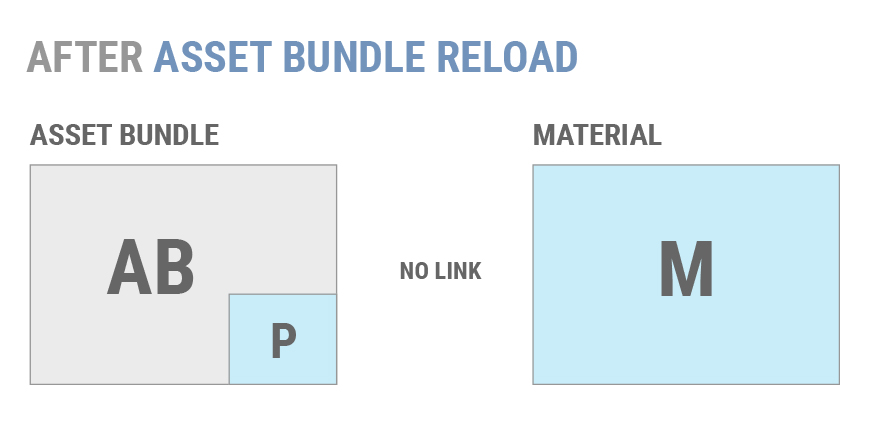 AFTER ASSET BUNDLE RELOAD
ASSET BUNDLE
MATERIAL
AB
P
NO LINK
M